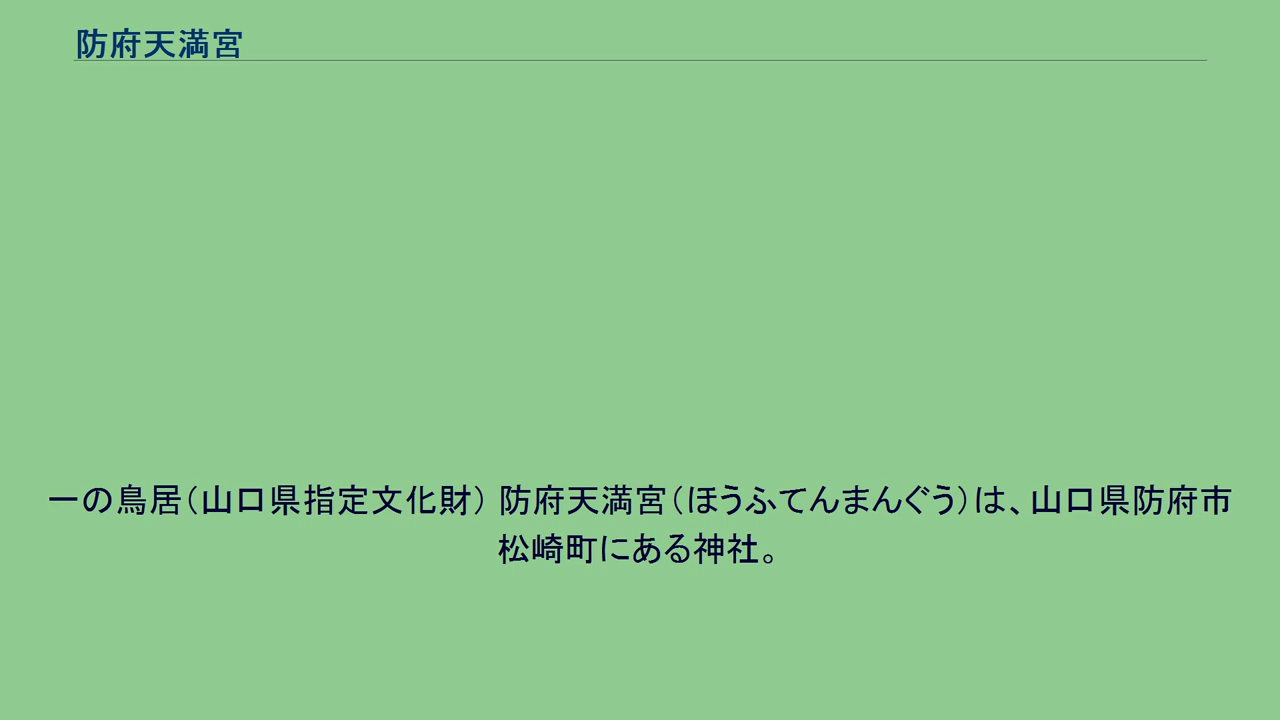 防府天満宮
一の鳥居（山口県指定文化財） 防府天満宮（ほうふてんまんぐう）は、山口県防府市
松崎町にある神社。